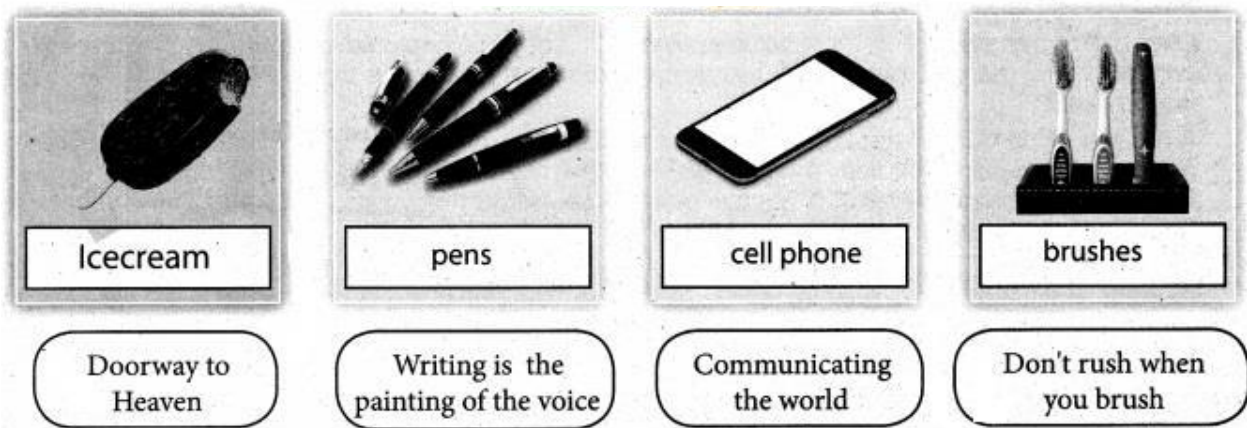 Icecream
pens
cell phone
brushes
Doorway to
Heaven
Writing is the
painting of the voice
Communicating
the world
Don't rush when
you brush